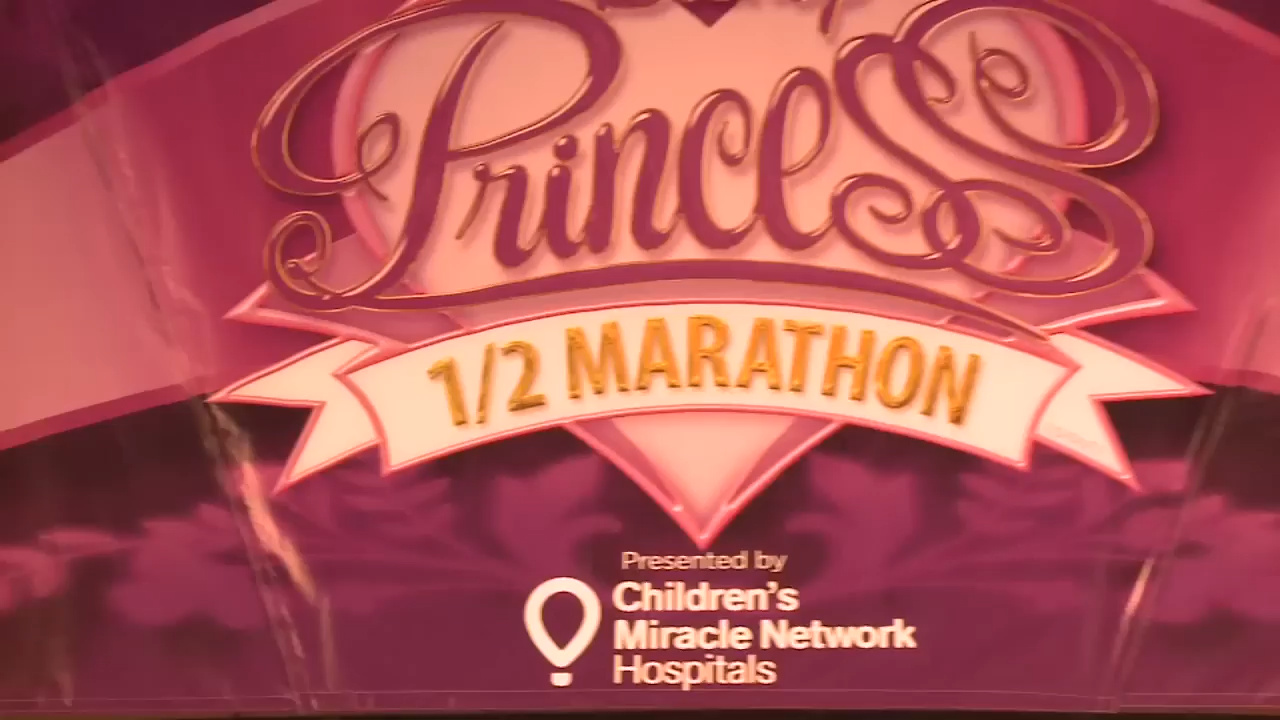 Princess
1/2 MARATHON
Presented by
Children's
Miracle Network
Hospitals